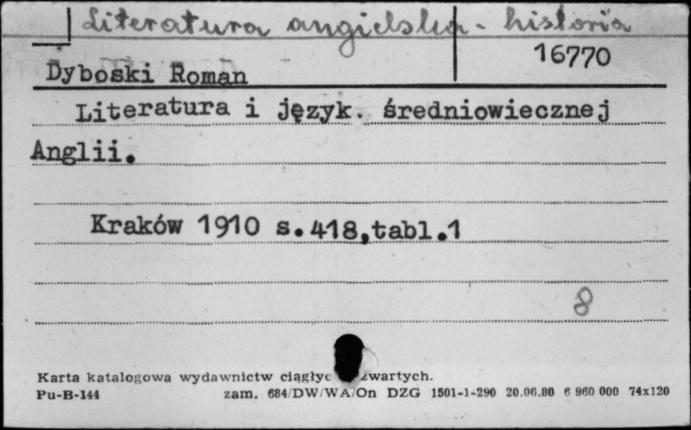 Literatura angielska - historia
16770
Dyboski Roman
Literatura i język. średniowiecznej
Anglii.
Kraków 1910 s.418,tabl.1
8
Karta katalogowa wydawnictw ciągłyc zwartych.
Pu-B-144 zam. 684/DW/WA/On DZG 1501-1-290 20.06.80 6 960 000 74x120